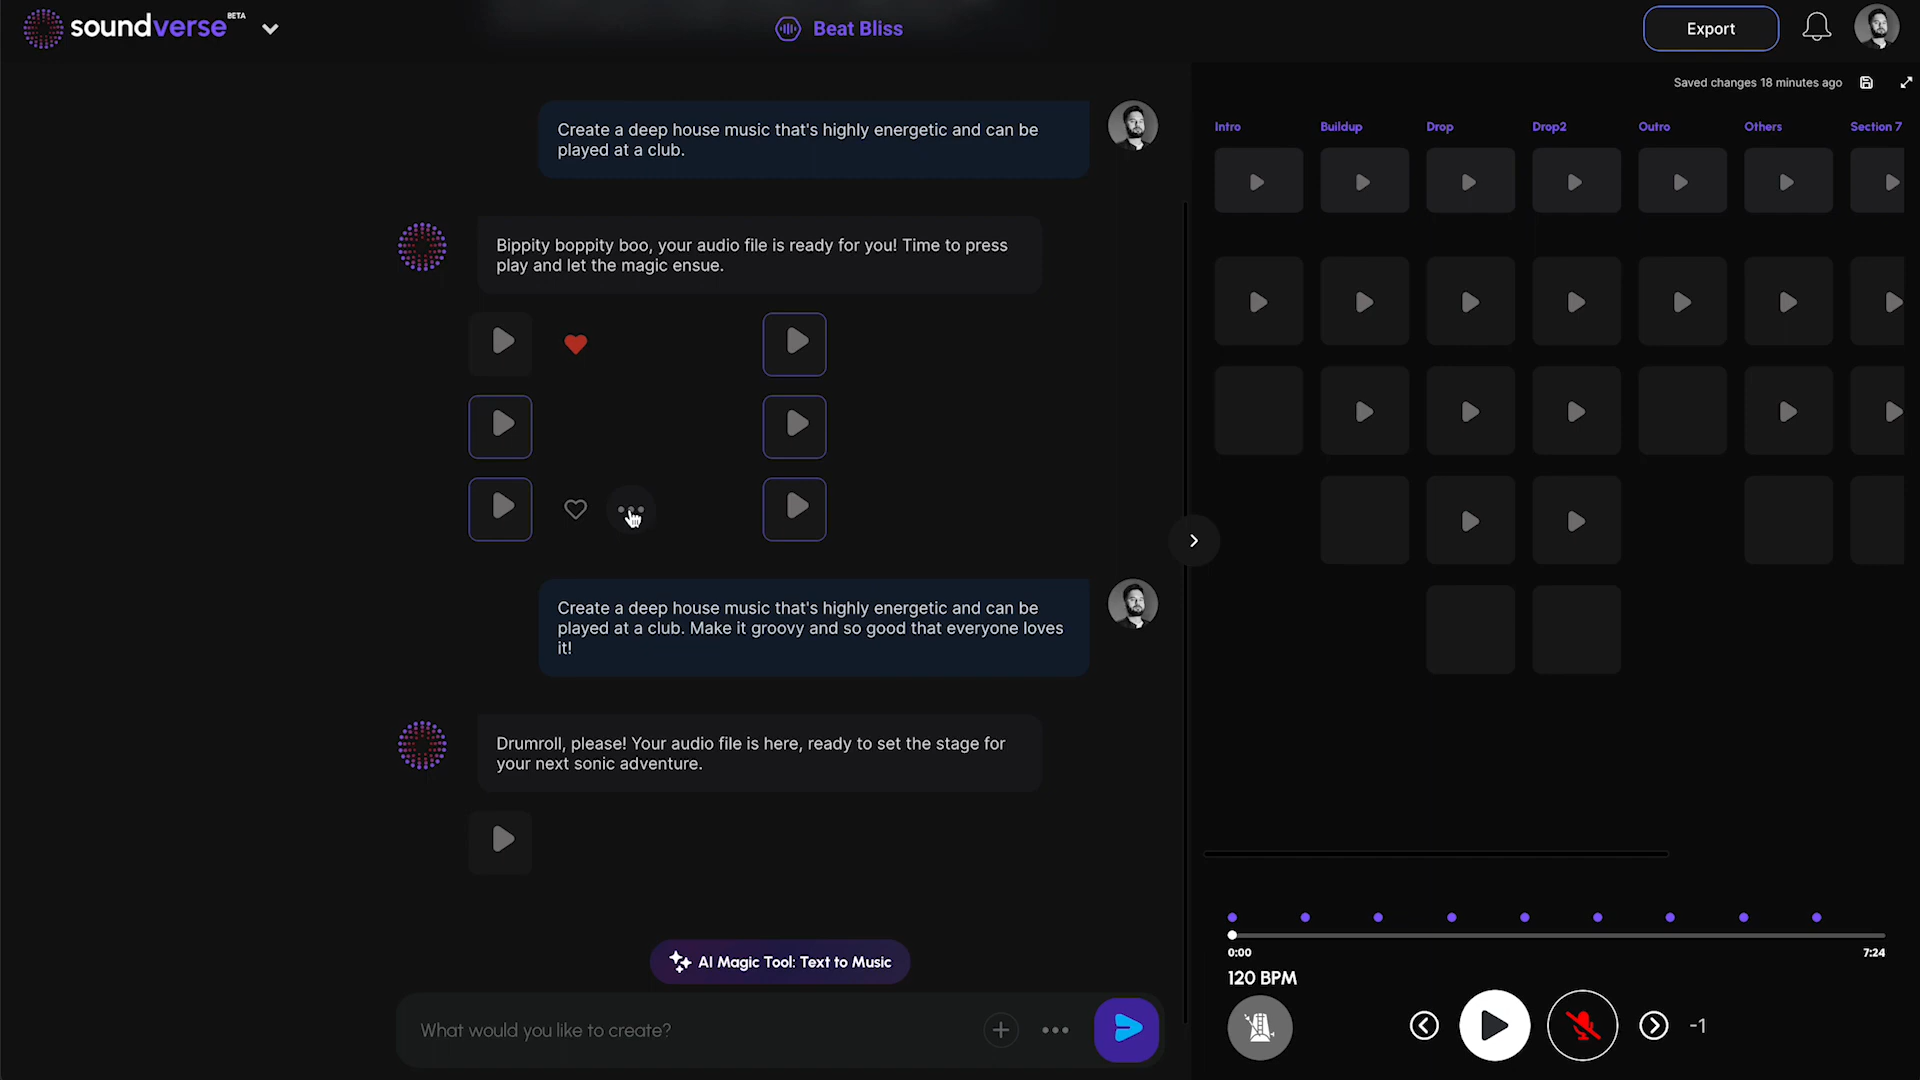 soundverse BETA
Beat Bliss
Export
Saved changes 18 minutes ago
Create a deep house music that's highly energetic and can be
played at a club.
Bippity boppity boo, your audio file is ready for you! Time to press
play and let the magic ensue.
Create a deep house music that's highly energetic and can be
played at a club. Make it groovy and so good that everyone loves
it!
Drumroll, please! Your audio file is here, ready to set the stage for
your next sonic adventure.
AI Magic Tool: Text to Music
What would you like to create?
Intro Buildup Drop Drop2 Outro Others Section 7
0:00 7:24
120 BPM
-1